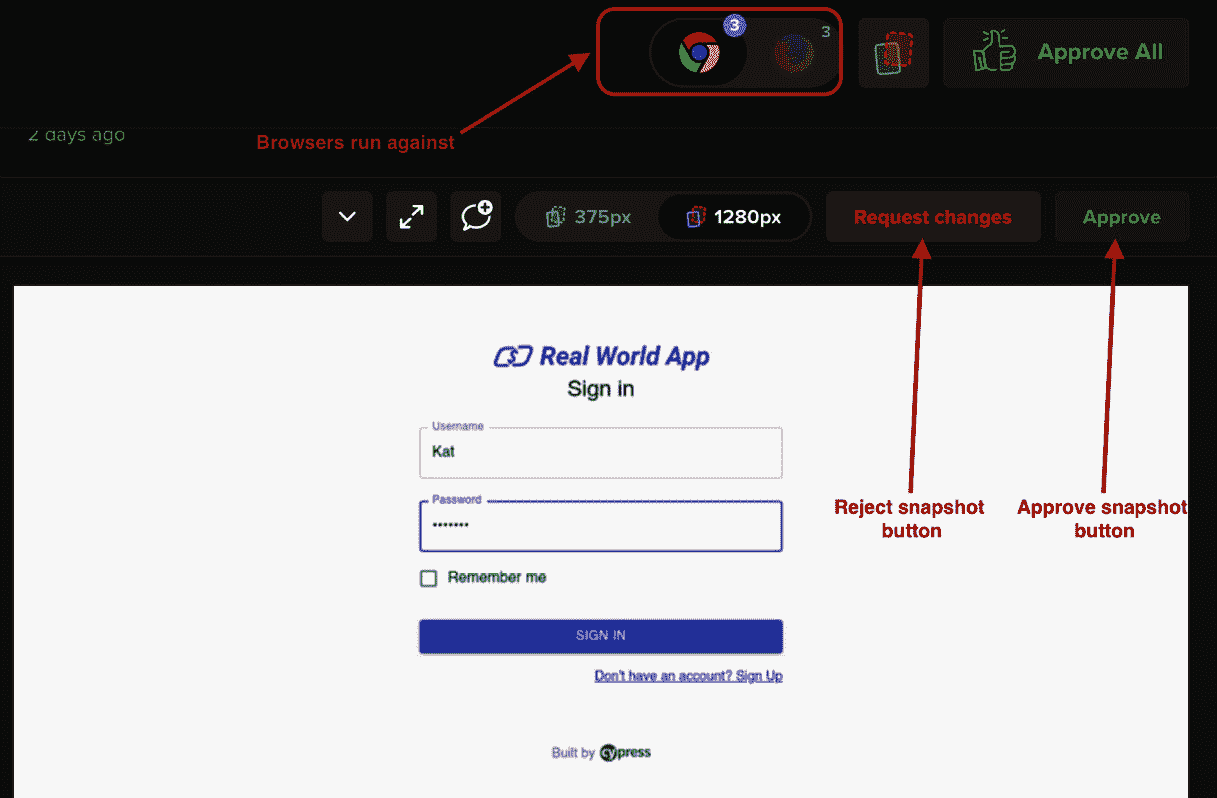 3
3
Approve All
2 days ago
Browsers run against
375px
1280px
Request changes
Approve
Real World App
Sign in
Username
Kat
Password
•••••••
Remember me
SIGN IN
Don't have an account? Sign Up
Reject snapshot
button
Approve snapshot
button
Built by cypress